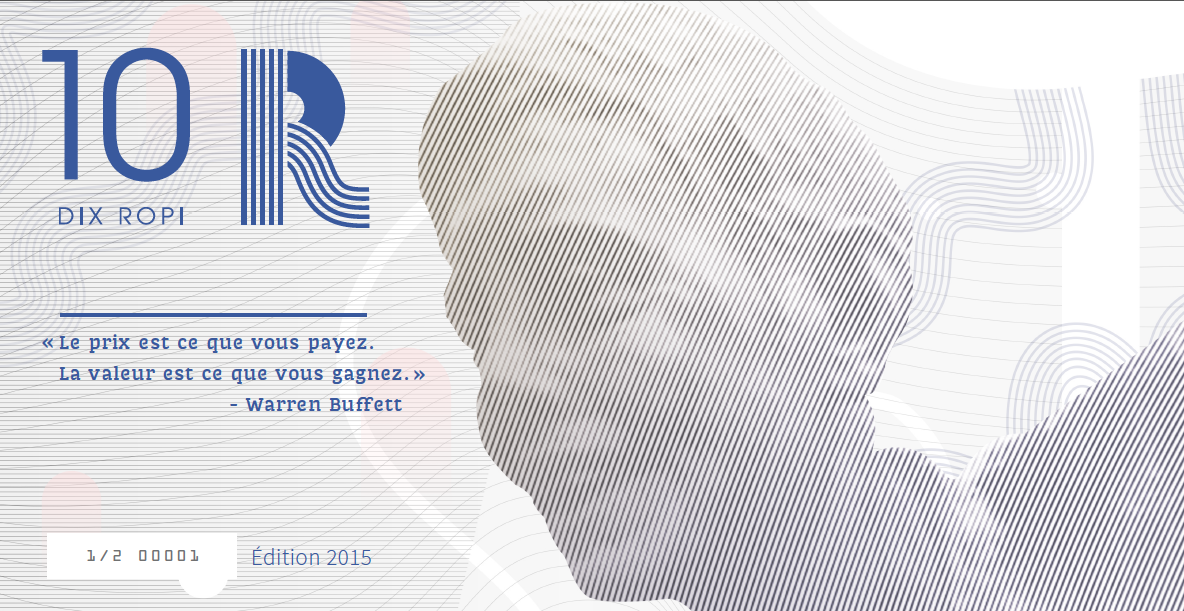 10 R
DIX ROPI
« Le prix est ce que vous payez.
La valeur est ce que vous gagnez. »
- Warren Buffett
1/2 00001
Édition 2015